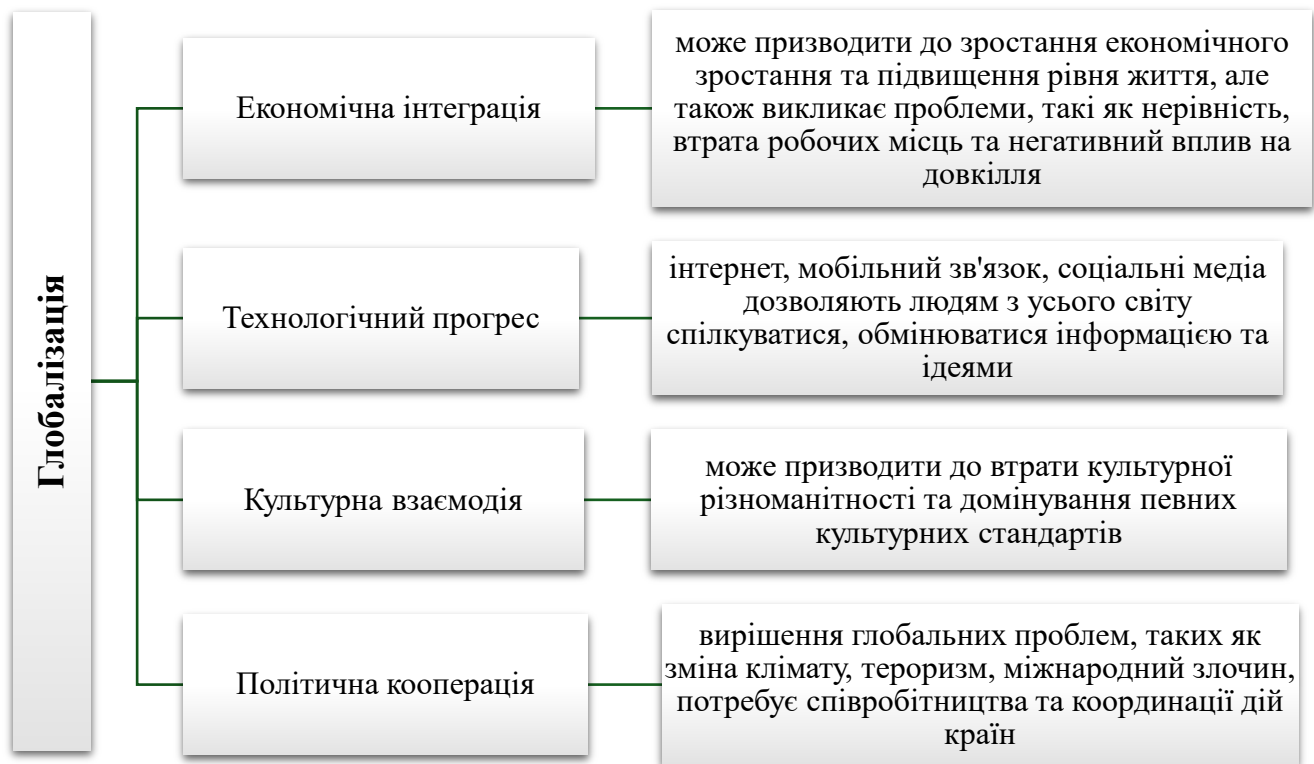 Глобалізація
Економічна інтеграція
може призводити до зростання економічного
зростання та підвищення рівня життя, але
також викликає проблеми, такі як нерівність,
втрата робочих місць та негативний вплив на
довкілля
Технологічний прогрес
інтернет, мобільний зв'язок, соціальні медіа
дозволяють людям з усього світу
спілкуватися, обмінюватися інформацією та
ідеями
Культурна взаємодія
може призводити до втрати культурної
різноманітності та домінування певних
культурних стандартів
Політична кооперація
вирішення глобальних проблем, таких як
зміна клімату, тероризм, міжнародний злочин,
потребує співробітництва та координації дій
країн